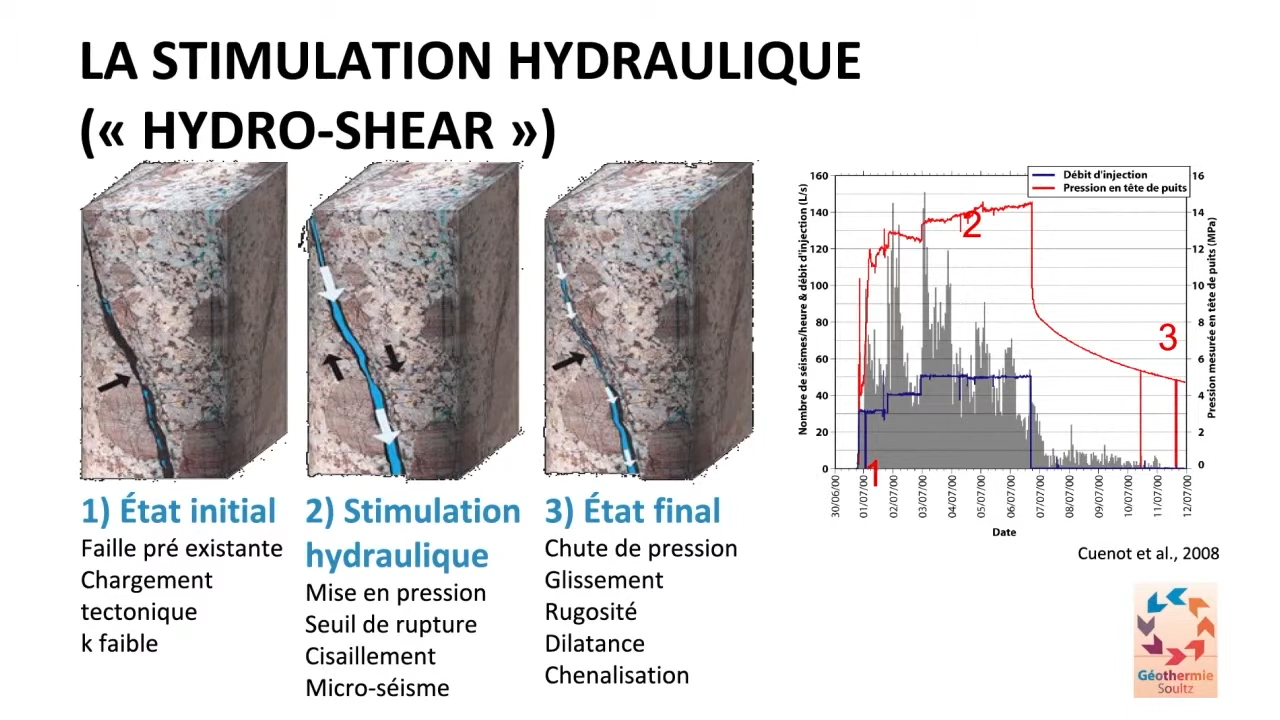 LA STIMULATION HYDRAULIQUE
(« HYDRO-SHEAR »)
1) État initial
Faille pré existante
Chargement
tectonique
k faible
2) Stimulation
hydraulique
Mise en pression
Seuil de rupture
Cisaillement
Micro-séisme
3) État final
Chute de pression
Glissement
Rugosité
Dilatance
Chenalisation
Débit d'injection
Pression en tête de puits
Nombre de séismes/heure & débit d'injection (L/s)
160
140
120
100
80
60
40
20
0
Pression mesurée en tête de puits (MPa)
16
14
12
10
8
6
4
2
0
1
2
3
30/06/00
01/07/00
02/07/00
03/07/00
04/07/00
05/07/00
06/07/00
07/07/00
08/07/00
09/07/00
10/07/00
11/07/00
12/07/00
Date
Cuenot et al., 2008
Géothermie
Soultz